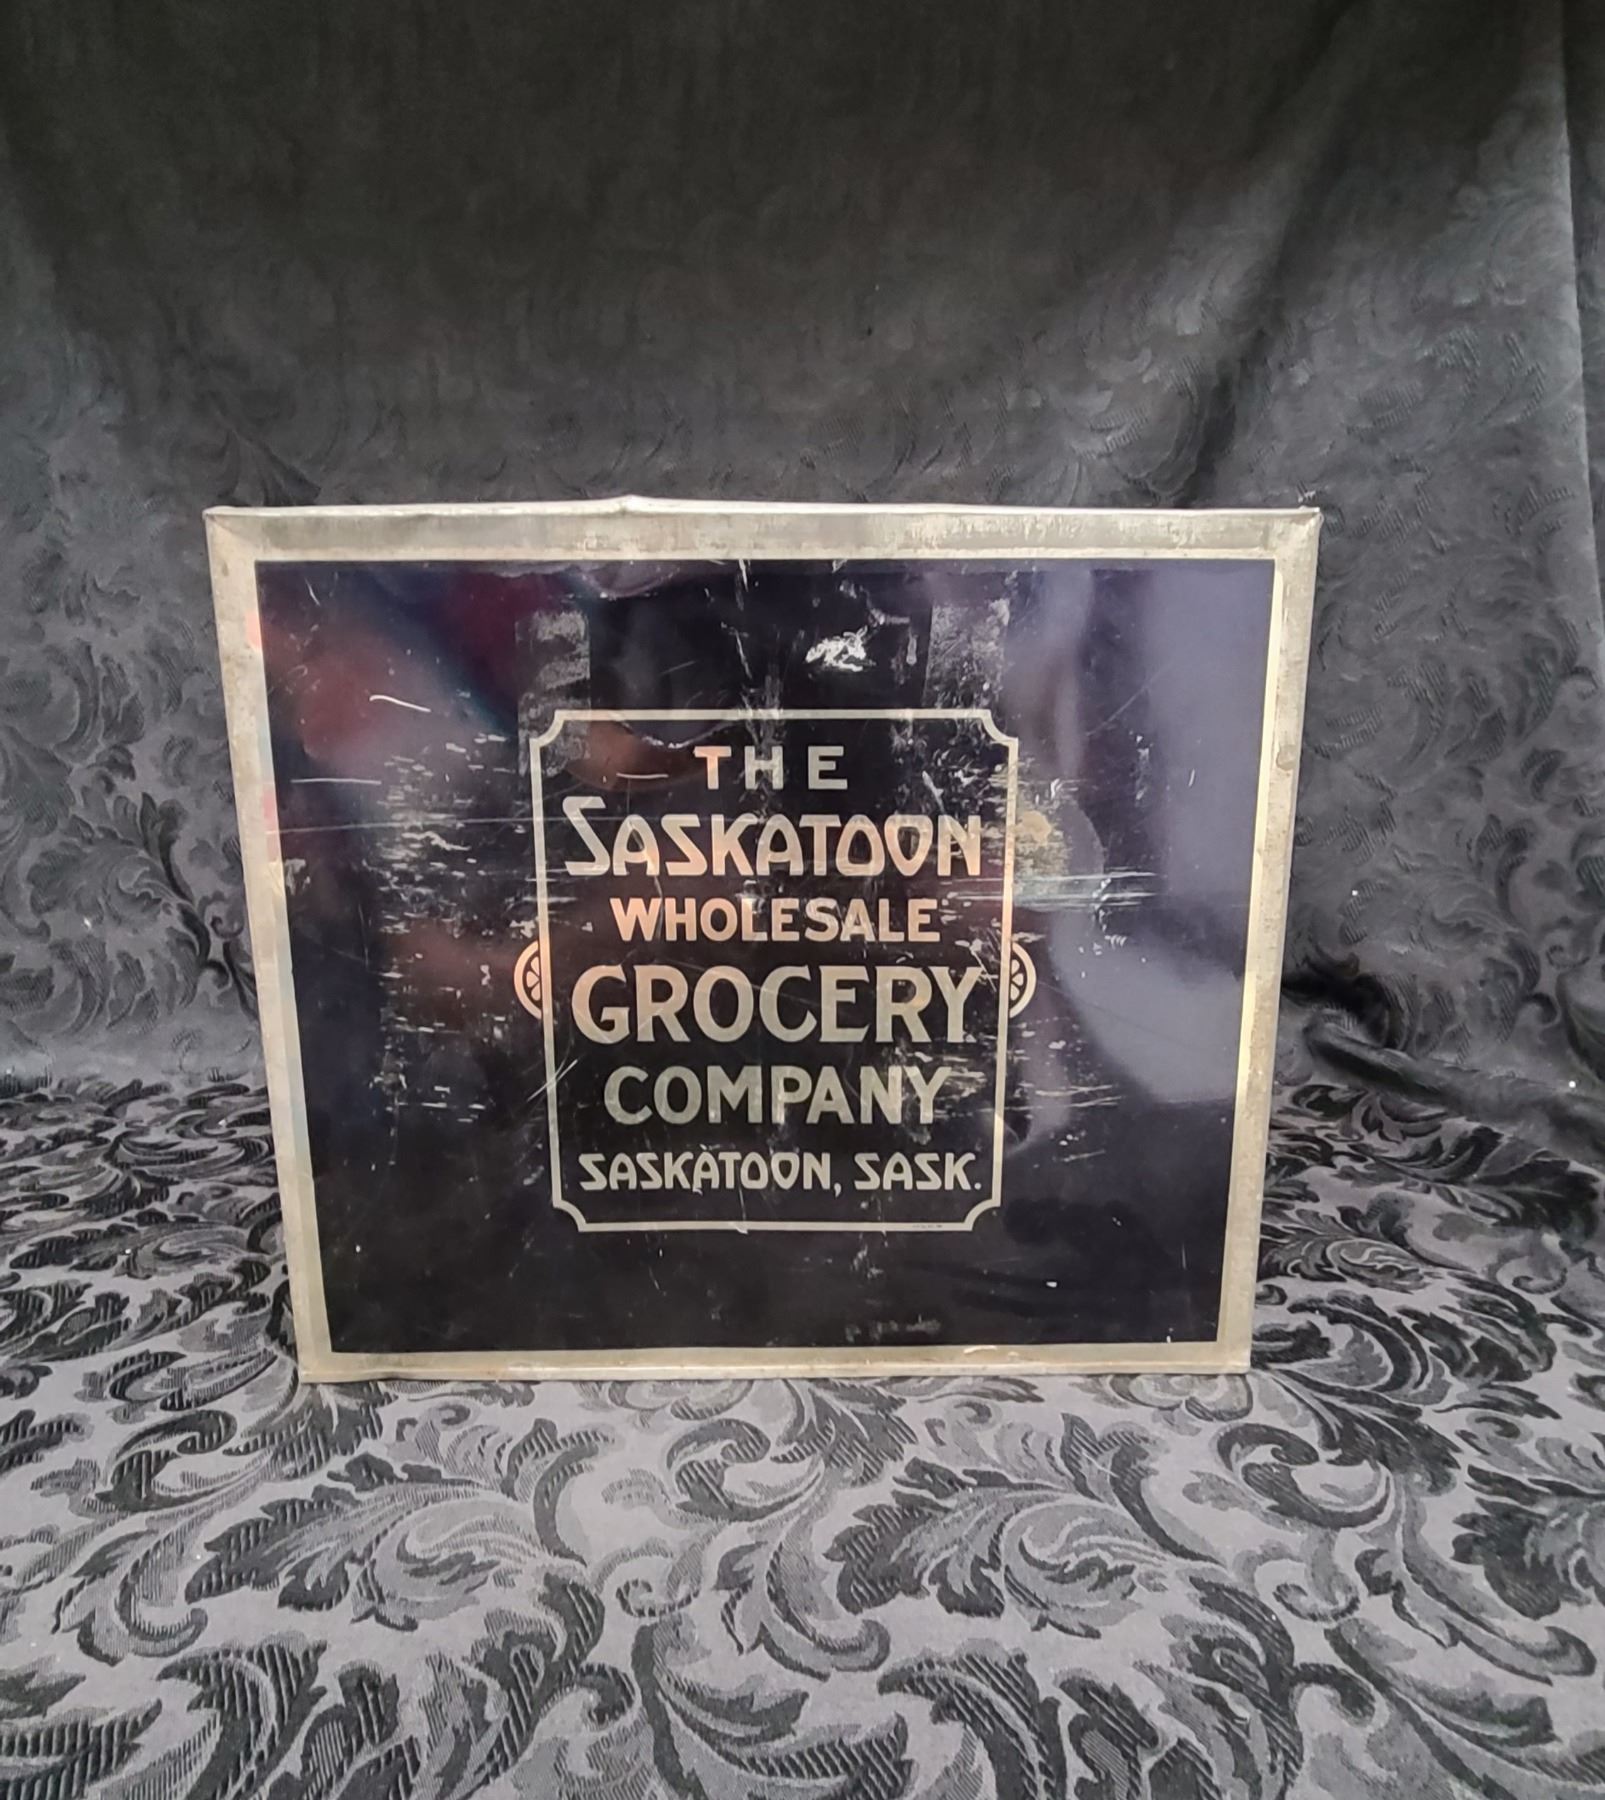 THE
SASKATOON
WHOLESALE
GROCERY
COMPANY
SASKATOON, SASK.